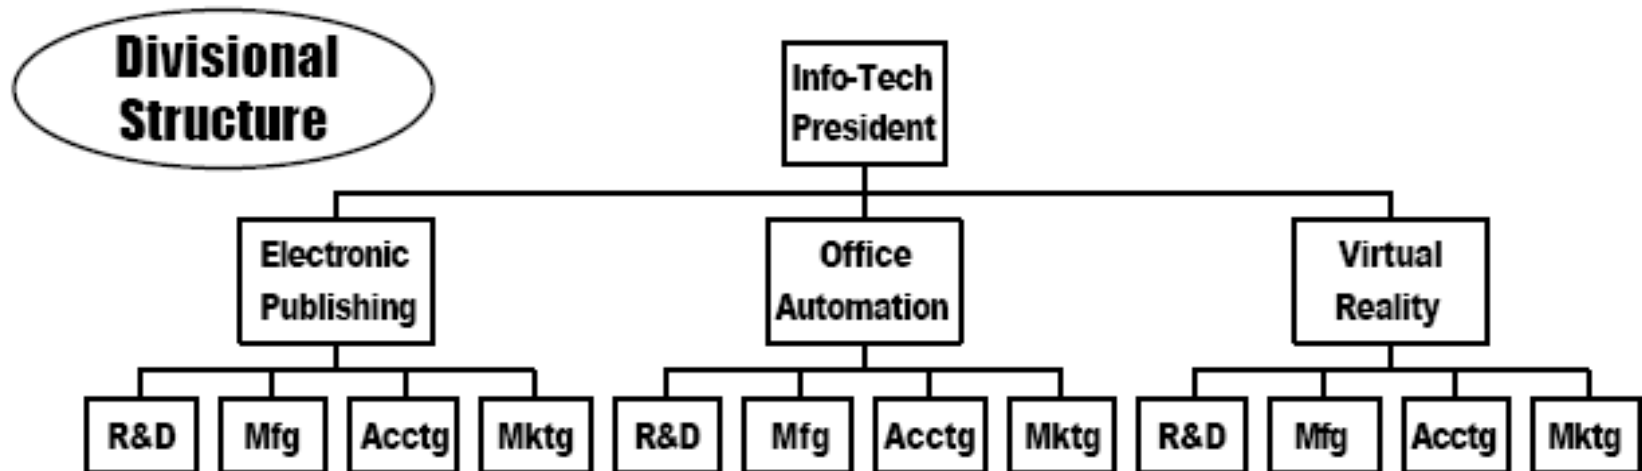 Divisional
Structure
Info-Tech
President
Electronic
Publishing
Office
Automation
Virtual
Reality
R&D Mfg Acctg Mktg R&D Mfg Acctg Mktg R&D Mfg Acctg Mktg